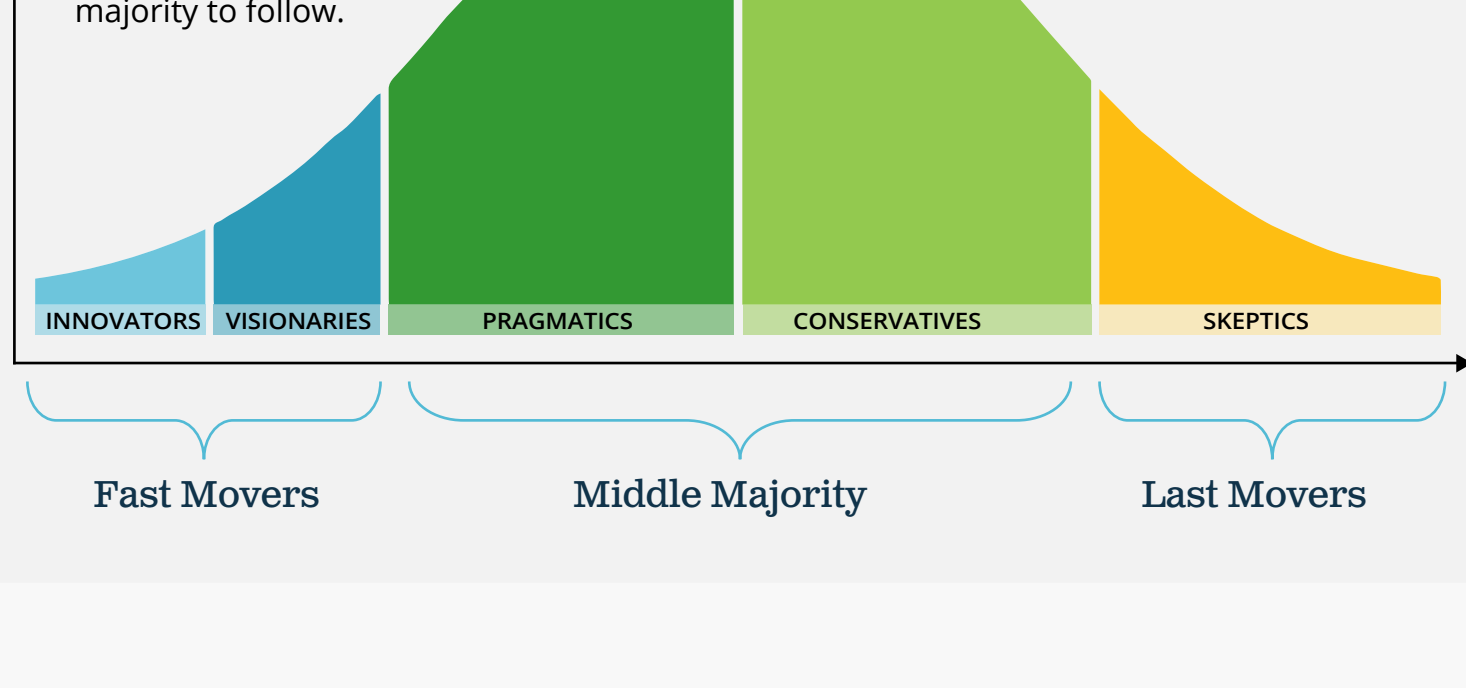 majority to follow.
INNOVATORS VISIONARIES PRAGMATICS CONSERVATIVES SKEPTICS
Fast Movers Middle Majority Last Movers